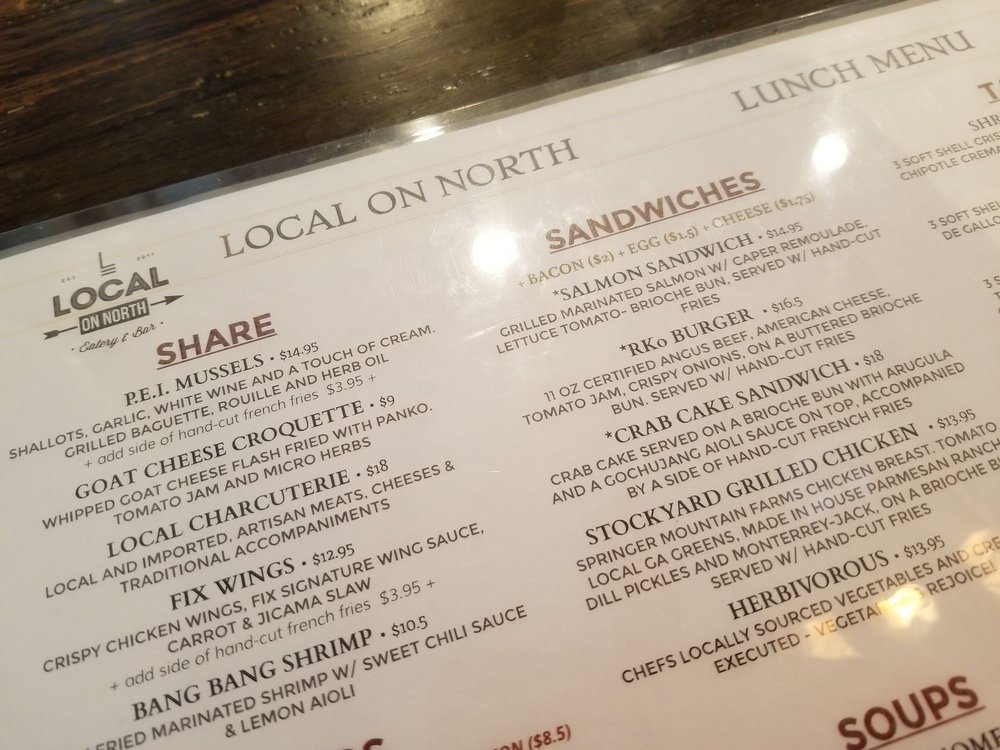 LOCAL ON NORTH
LUNCH MENU
EST 2017
LOCAL
ON NORTH
Eatery & Bar
SHARE
P.E.I. MUSSELS • $14.95
SHALLOTS, GARLIC, WHITE WINE AND A TOUCH OF CREAM.
GRILLED BAGUETTE, ROUILLE AND HERB OIL
+ add side of hand-cut french fries $3.95 +
GOAT CHEESE CROQUETTE • $9
WHIPPED GOAT CHEESE FLASH FRIED WITH PANKO.
TOMATO JAM AND MICRO HERBS
LOCAL CHARCUTERIE • $18
LOCAL AND IMPORTED, ARTISAN MEATS, CHEESES &
TRADITIONAL ACCOMPANIMENTS
FIX WINGS • $12.95
CRISPY CHICKEN WINGS, FIX SIGNATURE WING SAUCE,
CARROT & JICAMA SLAW
+ add side of hand-cut french fries $3.95 +
BANG BANG SHRIMP • $10.5
FRIED MARINATED SHRIMP W/ SWEET CHILI SAUCE
& LEMON AIOLI
($8.5)
SANDWICHES
+ BACON ($2) + EGG ($1.5) + CHEESE ($1.75)
*SALMON SANDWICH • $14.95
GRILLED MARINATED SALMON W/ CAPER REMOULADE,
LETTUCE TOMATO- BRIOCHE BUN, SERVED W/ HAND-CUT
FRIES
*RKo BURGER • $16.5
11 OZ CERTIFIED ANGUS BEEF, AMERICAN CHEESE,
TOMATO JAM, CRISPY ONIONS, ON A BUTTERED BRIOCHE
BUN. SERVED W/ HAND-CUT FRIES
*CRAB CAKE SANDWICH • $18
CRAB CAKE SERVED ON A BRIOCHE BUN WITH ARUGULA
AND A GOCHUJANG AIOLI SAUCE ON TOP, ACCOMPANIED
BY A SIDE OF HAND-CUT FRENCH FRIES
STOCKYARD GRILLED CHICKEN • $13.95
SPRINGER MOUNTAIN FARMS CHICKEN BREAST, TOMATO
LOCAL GA GREENS, MADE IN HOUSE PARMESAN RANCH
DILL PICKLES AND MONTERREY-JACK, ON A BRIOCHE
SERVED W/ HAND-CUT FRIES
HERBIVOROUS • $13.95
CHEFS LOCALLY SOURCED VEGETABLES AND
EXECUTED - REJOICE!
SOUPS
3 SOFT SHELL
CHIPOTLE CREMA
3 SOFT
DE GALLO